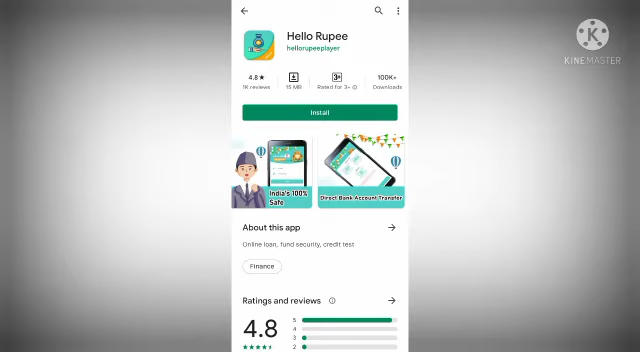 Hello Rupee
hellorupeeplayer
4.8★
1K reviews
15 MB
3+
Rated for 3+
100K+
Downloads
Install
India's 100%
Safe
Direct Bank Account Transfer
About this app
Online loan, fund security, credit test
Finance
Ratings and reviews
4.8
5
4
3
2
K
KINEMASTER